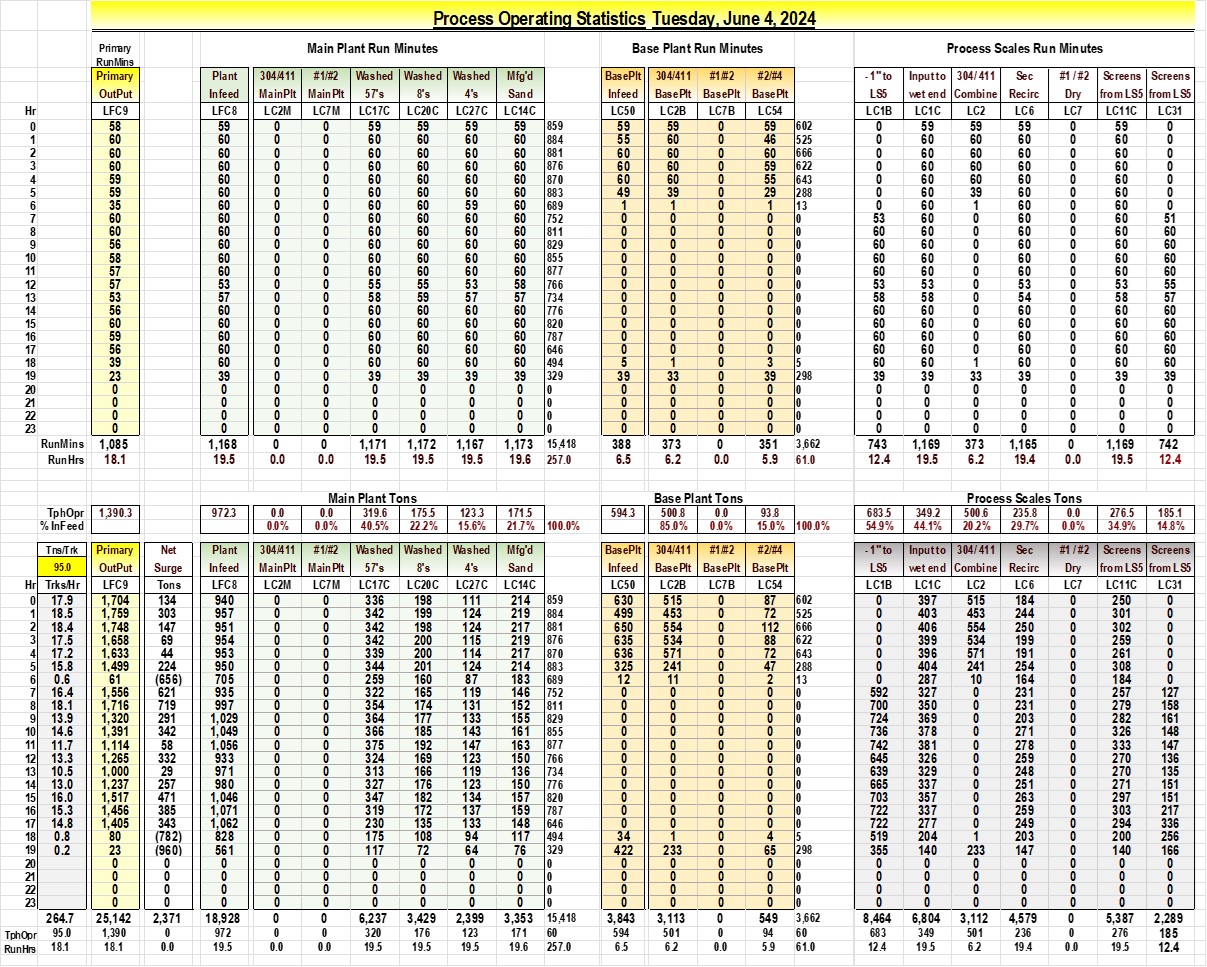 Process Operating Statistics Tuesday, June 4, 2024
Primary Main Plant Run Minutes Base Plant Run Minutes Process Scales Run Minutes
RunMins
Primary Plant 304/411 #1/#2 Washed Washed Washed Mfg'd BasePlt 304/411 #1/#2 #2/#4 - 1" to Input to 304/ 411 Sec #1 / #2 Screens Screens
OutPut Infeed MainPlt MainPlt 57's 8's 4's Sand Infeed BasePlt BasePlt BasePlt LS5 wet end Combine Recirc Dry from LS5 from LS5
Hr LFC9 LFC8 LC2M LC7M LC17C LC20C LC27C LC14C LC50 LC2B LC7B LC54 LC1B LC1C LC2 LC6 LC7 LC11C LC31
0 58 59 0 0 59 59 59 59 859 59 59 0 59 602 0 59 59 59 0 59 0
1 60 60 0 0 60 60 60 60 884 55 60 0 46 525 0 60 60 60 0 60 0
2 60 60 0 0 60 60 60 60 881 60 60 0 60 666 0 60 60 60 0 60 0
3 60 60 0 0 60 60 60 60 876 60 60 0 59 622 0 60 60 60 0 60 0
4 59 60 0 0 60 60 60 60 870 60 60 0 55 643 0 60 60 60 0 60 0
5 59 60 0 0 60 60 60 60 883 49 39 0 29 288 0 60 39 60 0 60 0
6 35 60 0 0 60 60 59 60 689 1 1 0 1 13 0 60 1 60 0 60 0
7 60 60 0 0 60 60 60 60 752 0 0 0 0 0 53 60 0 60 0 60 51
8 60 60 0 0 60 60 60 60 811 0 0 0 0 0 60 60 0 60 0 60 60
9 56 60 0 0 60 60 60 60 829 0 0 0 0 0 60 60 0 60 0 60 60
10 58 60 0 0 60 60 60 60 855 0 0 0 0 0 60 60 0 60 0 60 60
11 57 60 0 0 60 60 60 60 877 0 0 0 0 0 60 60 0 60 0 60 60
12 57 53 0 0 55 55 53 58 766 0 0 0 0 0 53 53 0 53 0 53 55
13 53 57 0 0 58 59 57 57 734 0 0 0 0 0 58 58 0 54 0 58 57
14 56 60 0 0 60 60 60 60 776 0 0 0 0 0 60 60 0 60 0 60 60
15 60 60 0 0 60 60 60 60 820 0 0 0 0 0 60 60 0 60 0 60 60
16 59 60 0 0 60 60 60 60 787 0 0 0 0 0 60 60 0 60 0 60 60
17 56 60 0 0 60 60 60 60 646 0 0 0 0 0 60 60 0 60 0 60 60
18 39 60 0 0 60 60 60 60 494 5 1 0 3 5 60 60 1 60 0 60 60
19 23 39 0 0 39 39 39 39 329 39 33 0 39 298 39 39 33 39 0 39 39
20 0 0 0 0 0 0 0 0 0 0 0 0 0 0 0 0 0 0 0 0 0
21 0 0 0 0 0 0 0 0 0 0 0 0 0 0 0 0 0 0 0 0 0
22 0 0 0 0 0 0 0 0 0 0 0 0 0 0 0 0 0 0 0 0 0
23 0 0 0 0 0 0 0 0 0 0 0 0 0 0 0 0 0 0 0 0 0
RunMins 1,085 1,168 0 0 1,171 1,172 1,167 1,173 15,418 388 373 0 351 3,662 743 1,169 373 1,165 0 1,169 742
RunHrs 18.1 19.5 0.0 0.0 19.5 19.5 19.5 19.6 257.0 6.5 6.2 0.0 5.9 61.0 12.4 19.5 6.2 19.4 0.0 19.5 12.4
Main Plant Tons Base Plant Tons Process Scales Tons
TphOpr 1,390.3 972.3 0.0 0.0 319.6 175.5 123.3 171.5 594.3 500.8 0.0 93.8 683.5 349.2 500.6 235.8 0.0 276.5 185.1
% InFeed 0.0% 0.0% 40.5% 22.2% 15.6% 21.7% 100.0% 85.0% 0.0% 15.0% 100.0% 54.9% 44.1% 20.2% 29.7% 0.0% 34.9% 14.8%
Tns/Trk Primary Net Plant 304/411 #1/#2 Washed Washed Washed Mfg'd BasePlt 304/411 #1/#2 #2/#4 - 1" to Input to 304/ 411 Sec #1 / #2 Screens Screens
95.0 OutPut Surge Infeed MainPlt MainPlt 57's 8's 4's Sand Infeed BasePlt BasePlt BasePlt LS5 wet end Combine Recirc Dry from LS5 from LS5
Hr Trks/Hr LFC9 Tons LFC8 LC2M LC7M LC17C LC20C LC27C LC14C LC50 LC2B LC7B LC54 LC1B LC1C LC2 LC6 LC7 LC11C LC31
0 17.9 1,704 134 940 0 0 336 198 111 214 859 630 515 0 87 602 0 397 515 184 0 250 0
1 18.5 1,759 303 957 0 0 342 199 124 219 884 499 453 0 72 525 0 403 453 244 0 301 0
2 18.4 1,748 147 951 0 0 342 198 124 217 881 650 554 0 112 666 0 406 554 250 0 302 0
3 17.5 1,658 69 954 0 0 342 200 115 219 876 635 534 0 88 622 0 399 534 199 0 259 0
4 17.2 1,633 44 953 0 0 339 200 114 217 870 636 571 0 72 643 0 396 571 191 0 261 0
5 15.8 1,499 224 950 0 0 344 201 124 214 883 325 241 0 47 288 0 404 241 254 0 308 0
6 0.6 61 (656) 705 0 0 259 160 87 183 689 12 11 0 2 13 0 287 10 164 0 184 0
7 16.4 1,556 621 935 0 0 322 165 119 146 752 0 0 0 0 0 592 327 0 231 0 257 127
8 18.1 1,716 719 997 0 0 354 174 131 152 811 0 0 0 0 0 700 350 0 231 0 279 158
9 13.9 1,320 291 1,029 0 0 364 177 133 155 829 0 0 0 0 0 724 369 0 203 0 282 161
10 14.6 1,391 342 1,049 0 0 366 185 143 161 855 0 0 0 0 0 736 378 0 271 0 326 148
11 11.7 1,114 58 1,056 0 0 375 192 147 163 877 0 0 0 0 0 742 381 0 278 0 333 147
12 13.3 1,265 332 933 0 0 324 169 123 150 766 0 0 0 0 0 645 326 0 259 0 270 136
13 10.5 1,000 29 971 0 0 313 166 119 136 734 0 0 0 0 0 639 329 0 248 0 270 135
14 13.0 1,237 257 980 0 0 327 176 123 150 776 0 0 0 0 0 665 337 0 251 0 271 151
15 16.0 1,517 471 1,046 0 0 347 182 134 157 820 0 0 0 0 0 703 357 0 263 0 297 151
16 15.3 1,456 385 1,071 0 0 319 172 137 159 787 0 0 0 0 0 722 337 0 259 0 303 217
17 14.8 1,405 343 1,062 0 0 230 135 133 148 646 0 0 0 0 0 722 277 0 249 0 294 336
18 0.8 80 (782) 828 0 0 175 108 94 117 494 34 1 0 4 5 519 204 1 203 0 200 256
19 0.2 23 (960) 561 0 0 117 72 64 76 329 422 233 0 65 298 355 140 233 147 0 140 166
20 0 0 0 0 0 0 0 0 0 0 0 0 0 0 0 0 0 0 0 0 0 0
21 0 0 0 0 0 0 0 0 0 0 0 0 0 0 0 0 0 0 0 0 0 0
22 0 0 0 0 0 0 0 0 0 0 0 0 0 0 0 0 0 0 0 0 0 0
23 0 0 0 0 0 0 0 0 0 0 0 0 0 0 0 0 0 0 0 0 0 0
264.7 25,142 2,371 18,928 0 0 6,237 3,429 2,399 3,353 15,418 3,843 3,113 0 549 3,662 8,464 6,804 3,112 4,579 0 5,387 2,289
TphOpr 95.0 1,390 0 972 0 0 320 176 123 171 60 594 501 0 94 60 683 349 501 236 0 276 185
RunHrs 18.1 18.1 0.0 19.5 0.0 0.0 19.5 19.5 19.5 19.6 257.0 6.5 6.2 0.0 5.9 61.0 12.4 19.5 6.2 19.4 0.0 19.5 12.4